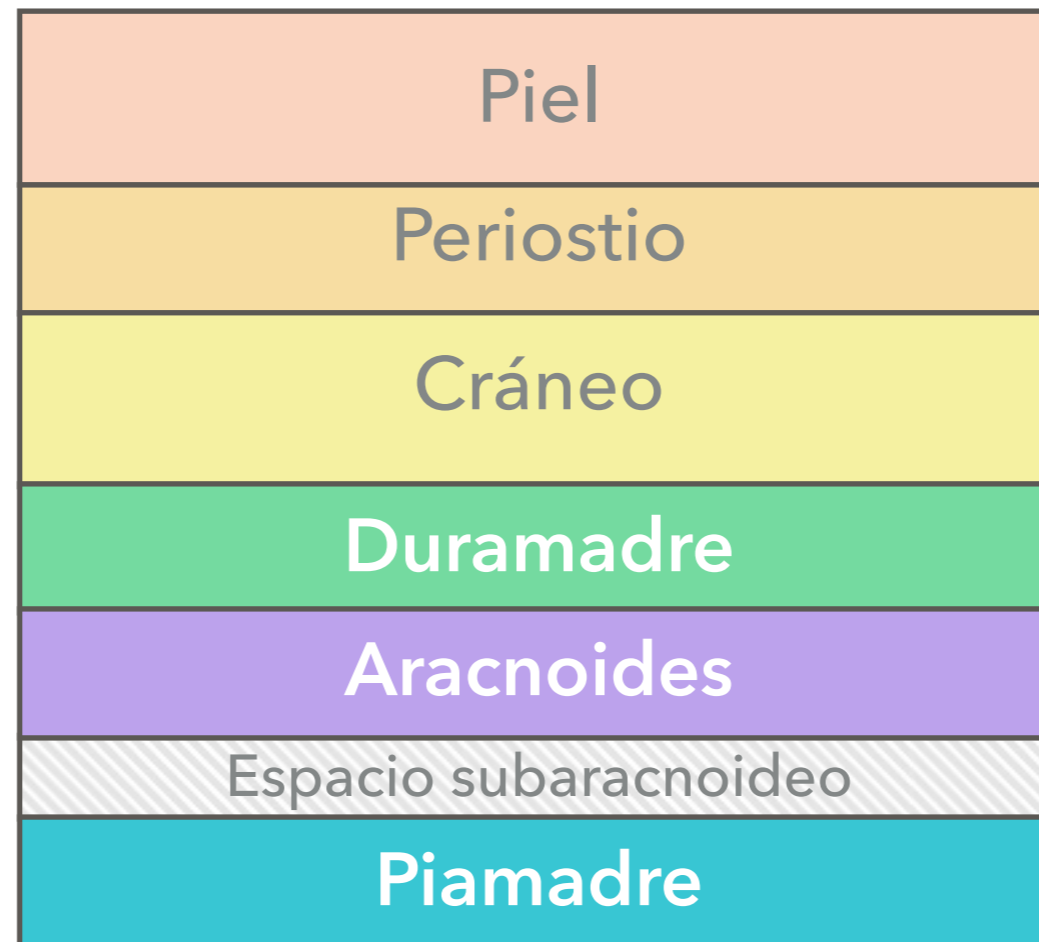 Piel
Periostio
Cráneo
Duramadre
Aracnoides
Espacio subaracnoideo
Piamadre